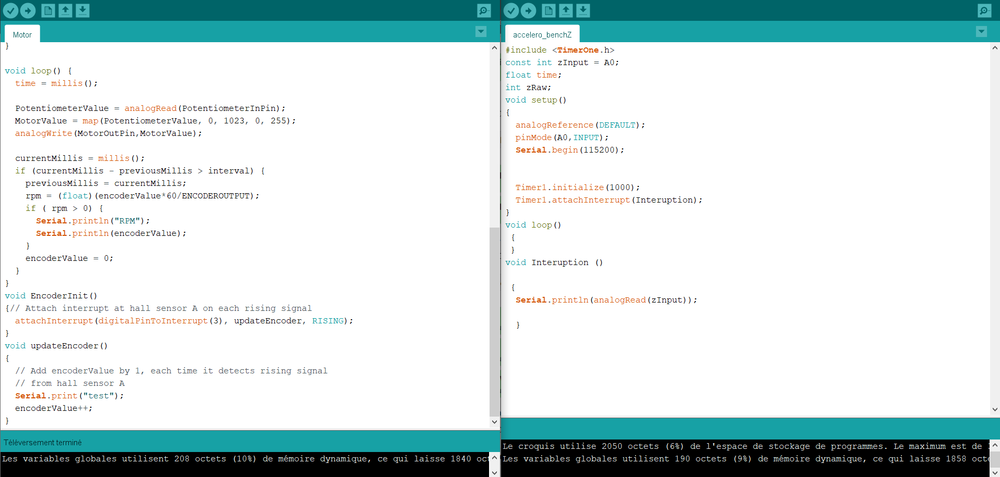 Motor
}
void loop() {
  time = millis();
  PotentiometerValue = analogRead(PotentiometerInPin);
  MotorValue = map(PotentiometerValue, 0, 1023, 0, 255);
  analogWrite(MotorOutPin,MotorValue);
  currentMillis = millis();
  if (currentMillis - previousMillis > interval) {
    previousMillis = currentMillis;
    rpm = (float)(encoderValue*60/ENCODEROUTPUT);
    if ( rpm > 0) {
      Serial.println("RPM");
      Serial.println(encoderValue);
    }
    encoderValue = 0;
  }
}
void EncoderInit()
{// Attach interrupt at hall sensor A on each rising signal
  attachInterrupt(digitalPinToInterrupt(3), updateEncoder, RISING);
}
void updateEncoder()
{
  // Add encoderValue by 1, each time it detects rising signal
  // from hall sensor A
  Serial.print("test");
  encoderValue++;
}
Téléversement terminé
Les variables globales utilisent 208 octets (10%) de mémoire dynamique, ce qui laisse 1840 oct
accelero_benchZ
#include <TimerOne.h>
const int zInput = A0;
float time;
int zRaw;
void setup()
{
  analogReference(DEFAULT);
  pinMode(A0,INPUT);
  Serial.begin(115200);
  Timer1.initialize(1000);
  Timer1.attachInterrupt(Interuption);
}
void loop()
 {
 }
void Interuption ()
 {
  Serial.println(analogRead(zInput));
  }
Le croquis utilise 2050 octets (6%) de l'espace de stockage de programmes. Le maximum est de 3
Les variables globales utilisent 190 octets (9%) de mémoire dynamique, ce qui laisse 1858 octe